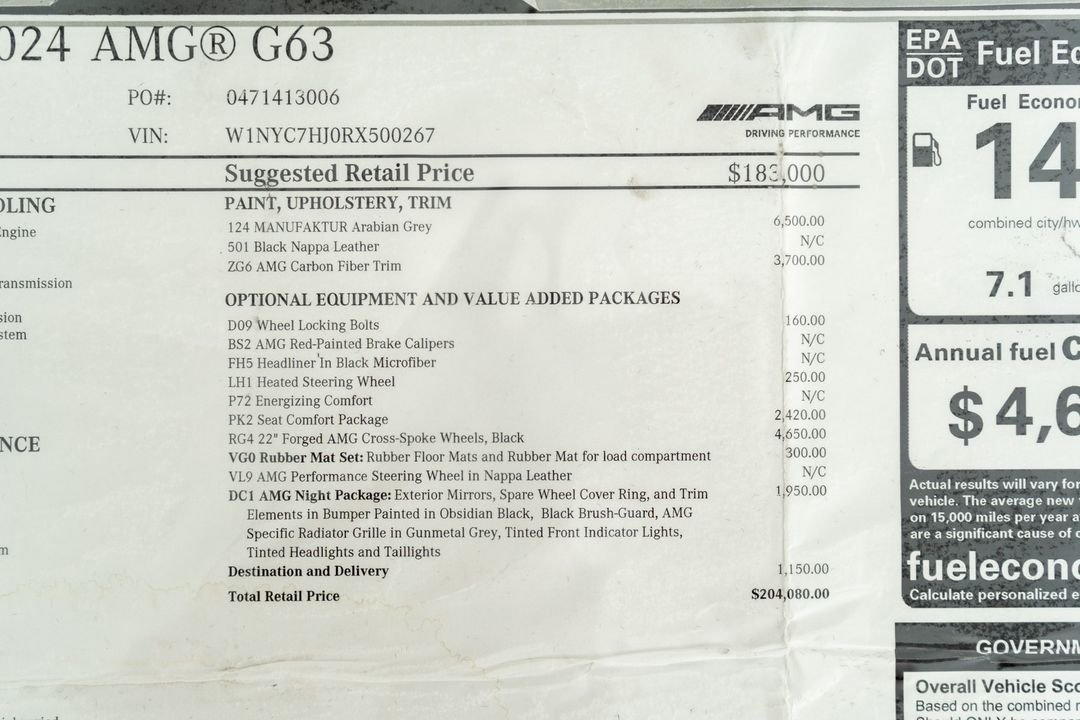 024 AMG® G63
PO#: 0471413006
VIN: W1NYC7HJ0RX500267
AMG
DRIVING PERFORMANCE
Suggested Retail Price $183,000
PAINT, UPHOLSTERY, TRIM
124 MANUFAKTUR Arabian Grey 6,500.00
501 Black Nappa Leather N/C
ZG6 AMG Carbon Fiber Trim 3,700.00
OPTIONAL EQUIPMENT AND VALUE ADDED PACKAGES
D09 Wheel Locking Bolts 160.00
BS2 AMG Red-Painted Brake Calipers N/C
FH5 Headliner In Black Microfiber N/C
LH1 Heated Steering Wheel 250.00
P72 Energizing Comfort N/C
PK2 Seat Comfort Package 2,420.00
RG4 22" Forged AMG Cross-Spoke Wheels, Black 4,650.00
VG0 Rubber Mat Set: Rubber Floor Mats and Rubber Mat for load compartment 300.00
VL9 AMG Performance Steering Wheel in Nappa Leather N/C
DC1 AMG Night Package: Exterior Mirrors, Spare Wheel Cover Ring, and Trim 1,950.00
Elements in Bumper Painted in Obsidian Black, Black Brush-Guard, AMG
Specific Radiator Grille in Gunmetal Grey, Tinted Front Indicator Lights,
Tinted Headlights and Taillights
Destination and Delivery 1,150.00
Total Retail Price $204,080.00
OLING
Engine
ransmission
sion
stem
NCE
m
EPA
DOT
Fuel Ec
Fuel Econo
14
combined city/hw
7.1 gallo
Annual fuel c
$4,6
Actual results will vary for
vehicle. The average new
on 15,000 miles per year a
are a significant cause of c
fuelecono
Calculate personalized e
GOVERNM
Overall Vehicle Sco
Based on the combined r